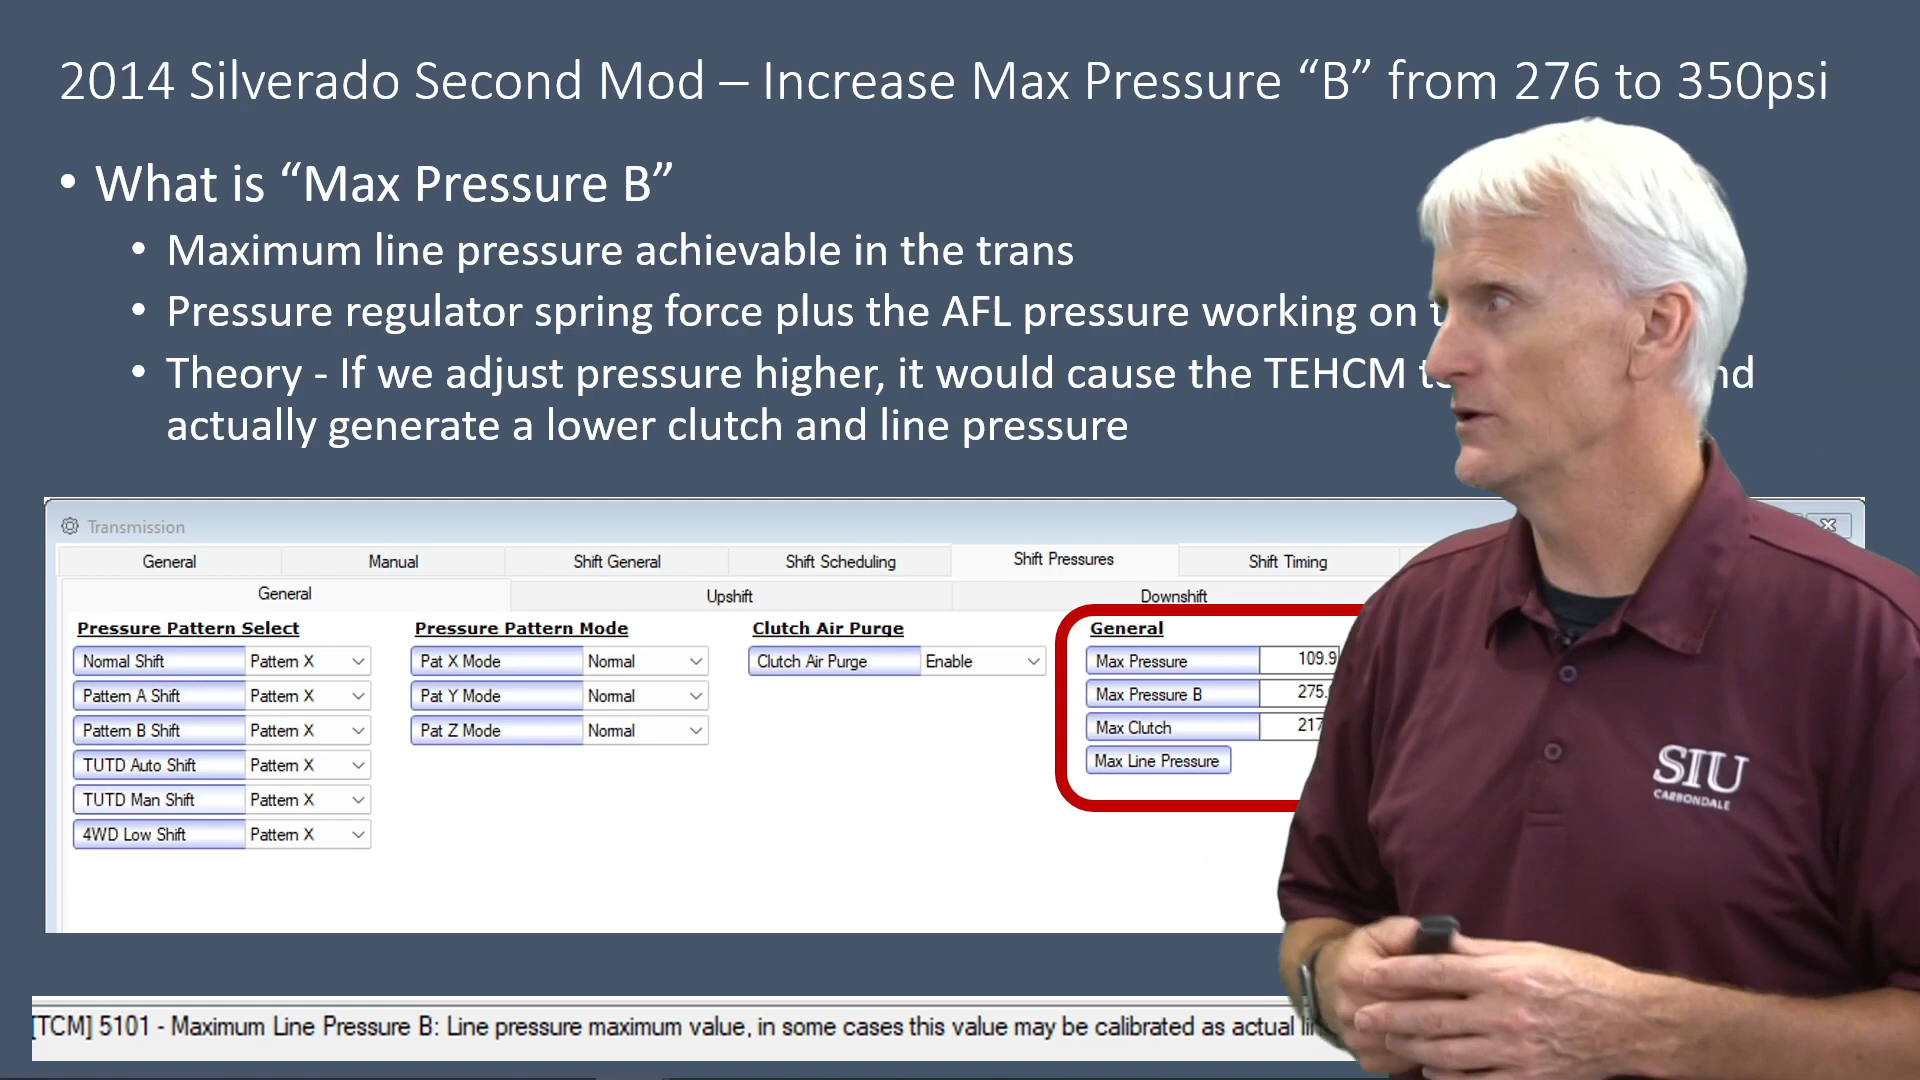 2014 Silverado Second Mod – Increase Max Pressure “B” from 276 to 350psi
• What is “Max Pressure B”
• Maximum line pressure achievable in the trans
• Pressure regulator spring force plus the AFL pressure working on
• Theory - If we adjust pressure higher, it would cause the TEHCM
actually generate a lower clutch and line pressure
Transmission
General Manual Shift General Shift Scheduling Shift Pressures Shift Timing
General Upshift Downshift
Pressure Pattern Select Pressure Pattern Mode Clutch Air Purge General
Normal Shift Pattern X Pat X Mode Normal Clutch Air Purge Enable Max Pressure 109.9
Pattern A Shift Pattern X Pat Y Mode Normal Max Pressure B 275.
Pattern B Shift Pattern X Pat Z Mode Normal Max Clutch 217
TUTD Auto Shift Pattern X Max Line Pressure
TUTD Man Shift Pattern X
4WD Low Shift Pattern X
SIU
CARBONDALE
[TCM] 5101 - Maximum Line Pressure B: Line pressure maximum value, in some cases this value may be calibrated as actual